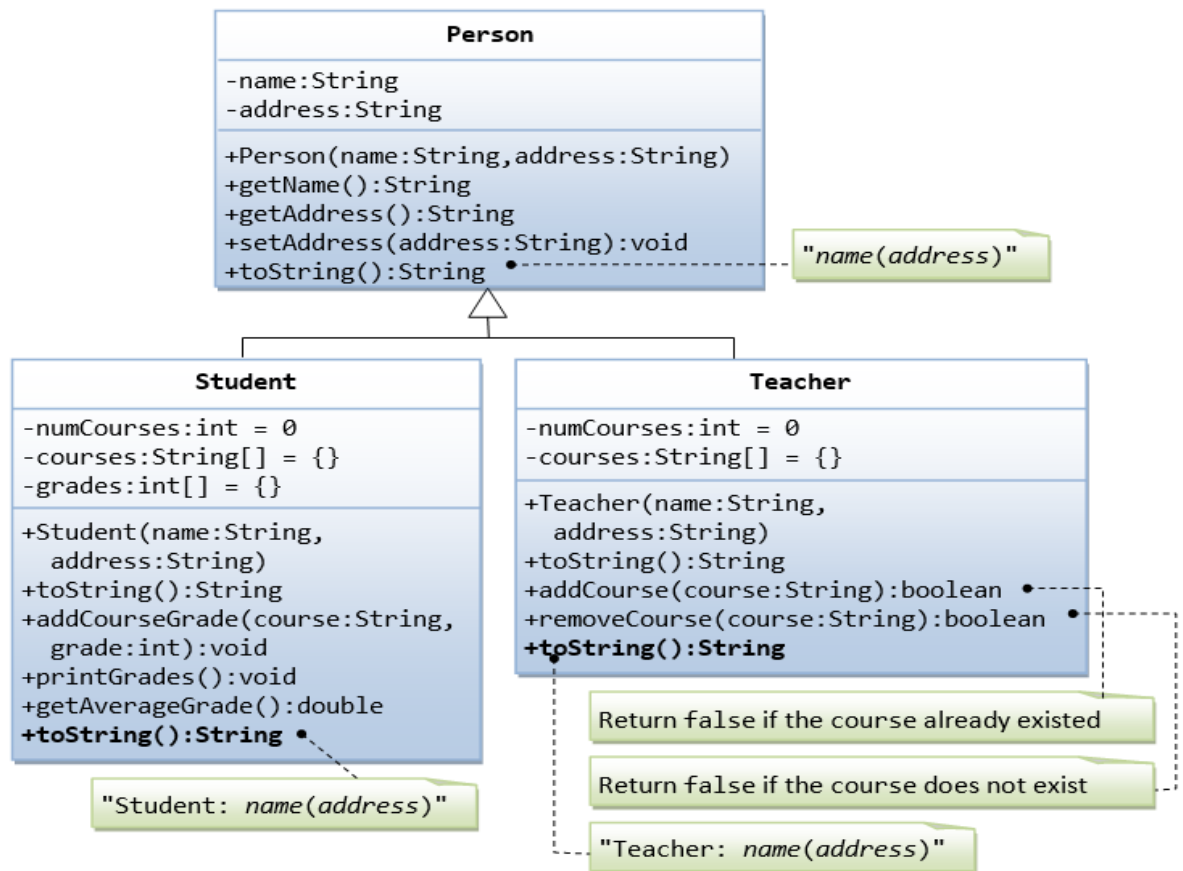 Person
-name:String
-address:String
+Person(name:String,address:String)
+getName():String
+getAddress():String
+setAddress(address:String):void
+toString():String
"name(address)"
Student
-numCourses:int = 0
-courses:String[] = {}
-grades:int[] = {}
+Student(name:String,
address:String)
+toString():String
+addCourseGrade(course:String,
grade:int):void
+printGrades():void
+getAverageGrade():double
+toString():String
"Student: name(address)"
Teacher
-numCourses:int = 0
-courses:String[] = {}
+Teacher(name:String,
address:String)
+toString():String
+addCourse(course:String):boolean
+removeCourse(course:String):boolean
+toString():String
Return false if the course already existed
Return false if the course does not exist
"Teacher: name(address)"